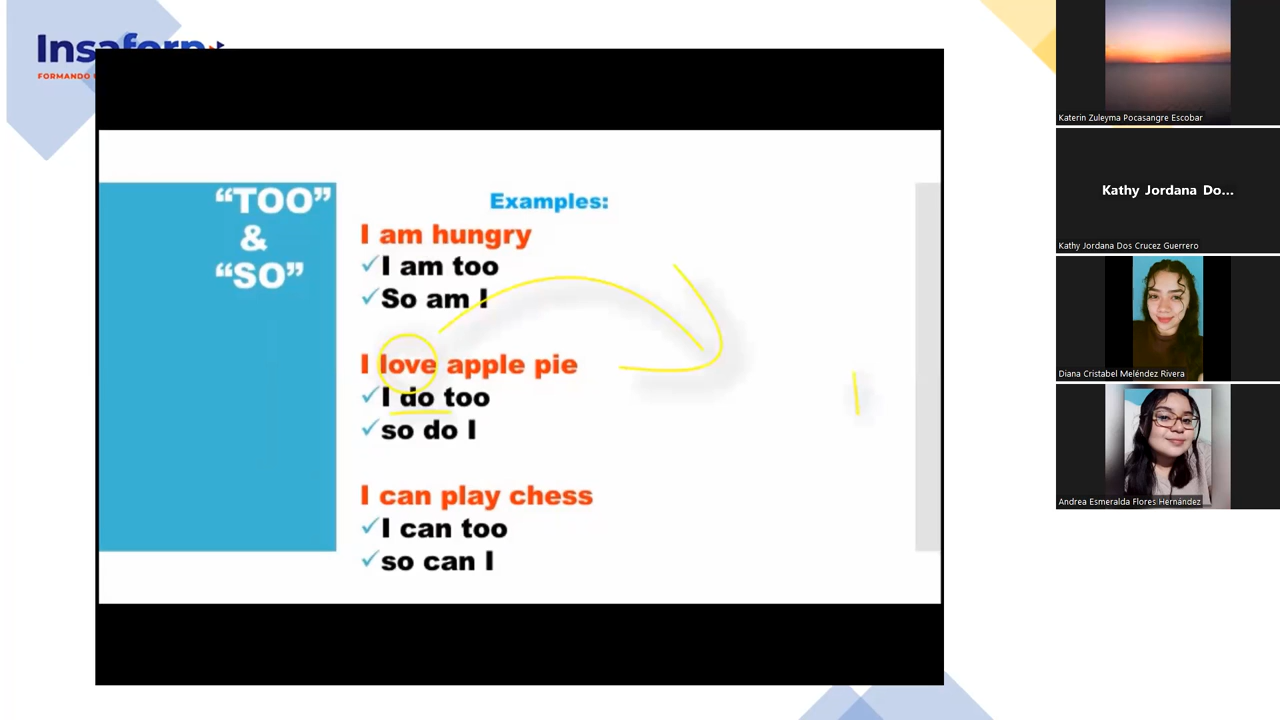 Insaforp
FORMANDO
“TOO”
&
“SO”
Examples:
I am hungry
✓I am too
✓So am I
I love apple pie
✓I do too
✓so do I
I can play chess
✓I can too
✓so can I
Katerin Zuleyma Pocasangre Escobar
Kathy Jordana Do...
Kathy Jordana Dos Crucez Guerrero
Diana Cristabel Meléndez Rivera
Andrea Esmeralda Flores Hernández